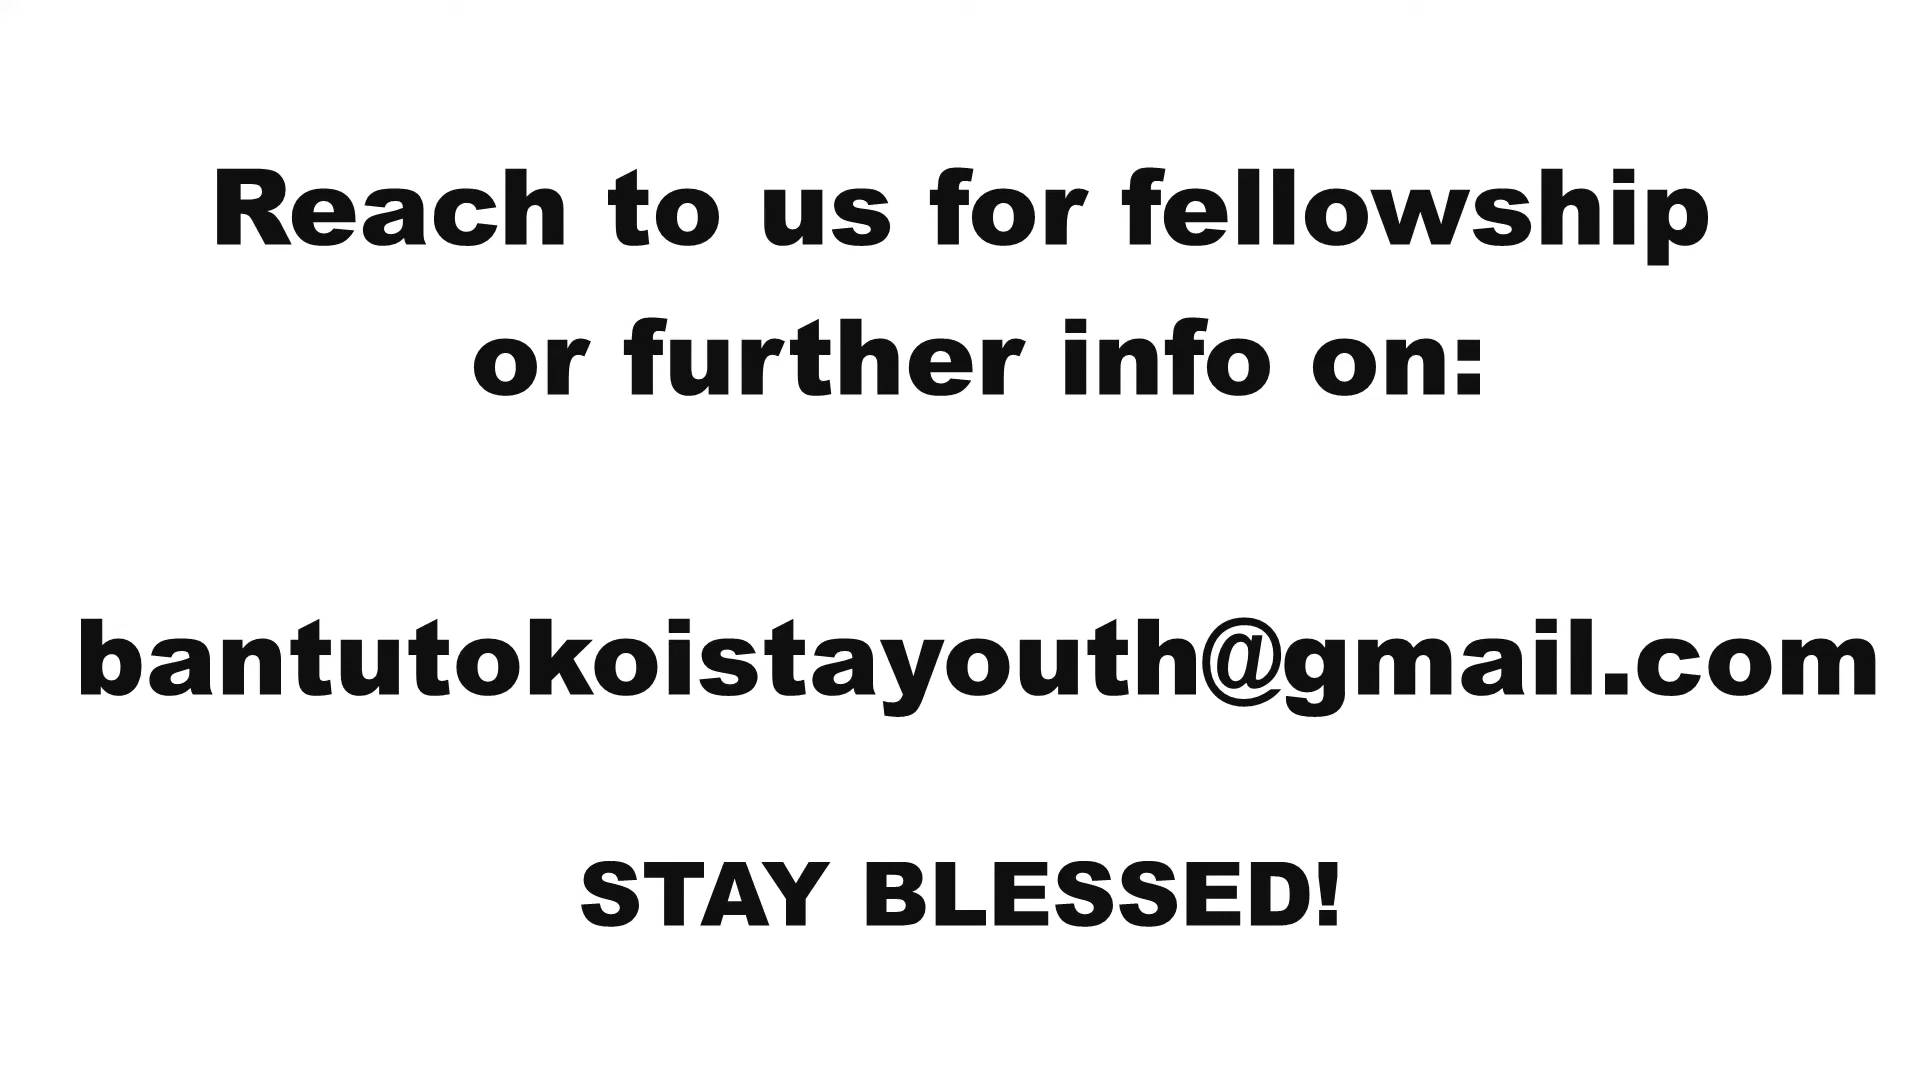 Reach to us for fellowship
or further info on:
bantutokoistayouth@gmail.com
STAY BLESSED!